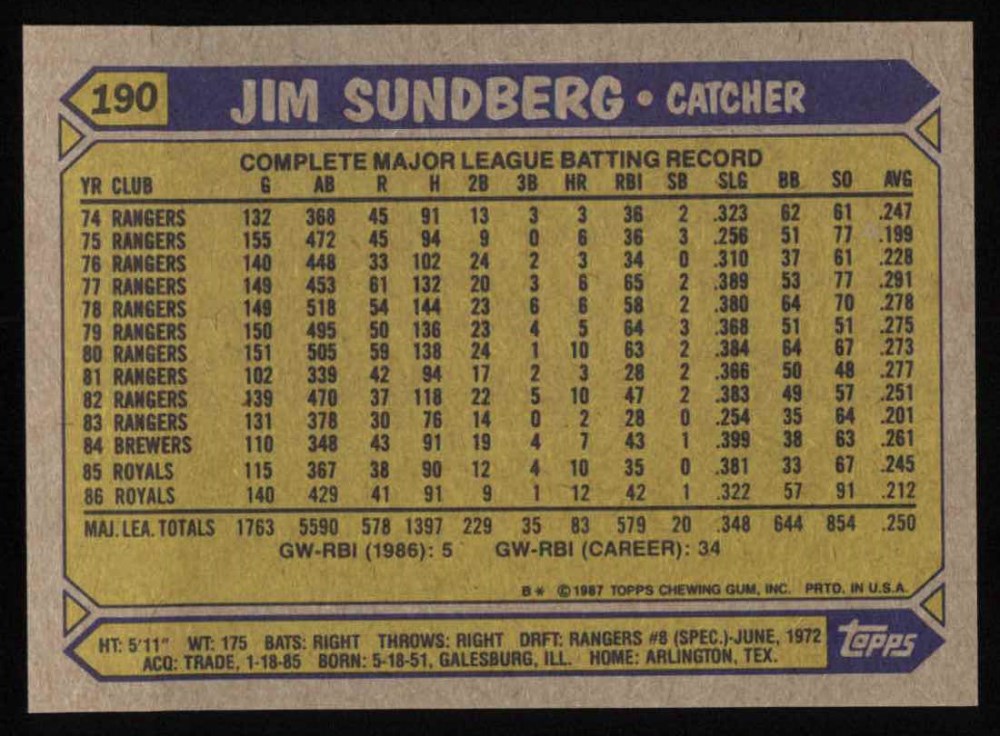 190 JIM SUNDBERG • CATCHER
COMPLETE MAJOR LEAGUE BATTING RECORD
YR CLUB G AB R H 2B 3B HR RBI SB SLG BB SO AVG
74 RANGERS 132 368 45 91 13 3 3 36 2 .323 62 61 .247
75 RANGERS 155 472 45 94 9 0 6 36 3 .256 51 77 .199
76 RANGERS 140 448 33 102 24 2 3 34 0 .310 37 61 .228
77 RANGERS 149 453 61 132 20 3 6 65 2 .389 53 77 .291
78 RANGERS 149 518 54 144 23 6 6 58 2 .380 64 70 .278
79 RANGERS 150 495 50 136 23 4 5 64 3 .368 51 51 .275
80 RANGERS 151 505 59 138 24 1 10 63 2 .384 64 67 .273
81 RANGERS 102 339 42 94 17 2 3 28 2 .366 50 48 .277
82 RANGERS 139 470 37 118 22 5 10 47 2 .383 49 57 .251
83 RANGERS 131 378 30 76 14 0 2 28 0 .254 35 64 .201
84 BREWERS 110 348 43 91 19 4 7 43 1 .399 38 63 .261
85 ROYALS 115 367 38 90 12 4 10 35 0 .381 33 67 .245
86 ROYALS 140 429 41 91 9 1 12 42 1 .322 57 91 .212
MAJ. LEA. TOTALS 1763 5590 578 1397 229 35 83 579 20 .348 644 854 .250
GW-RBI (1986): 5 GW-RBI (CAREER): 34
B* ©1987 TOPPS CHEWING GUM, INC. PRTD. IN U.S.A.
HT: 5'11" WT: 175 BATS: RIGHT THROWS: RIGHT DRFT: RANGERS #8 (SPEC.)-JUNE, 1972
ACQ: TRADE, 1-18-85 BORN: 5-18-51, GALESBURG, ILL. HOME: ARLINGTON, TEX.
topps